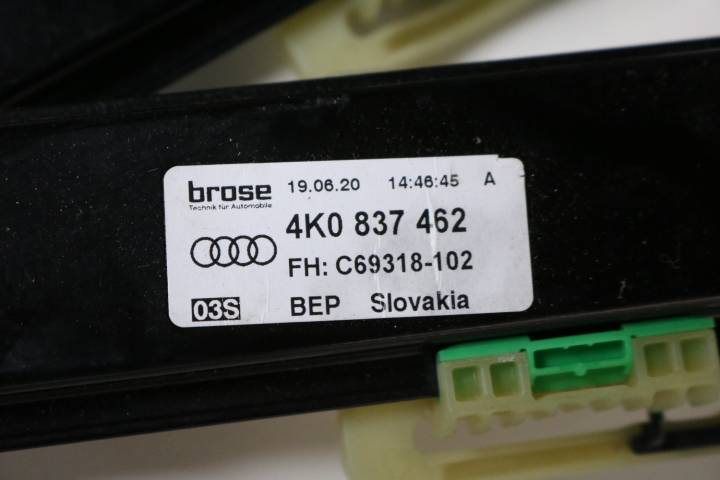 brose 19.06.20 14:46:45 A
Technik für Automobile
4K0 837 462
FH: C69318-102
03S BEP Slovakia